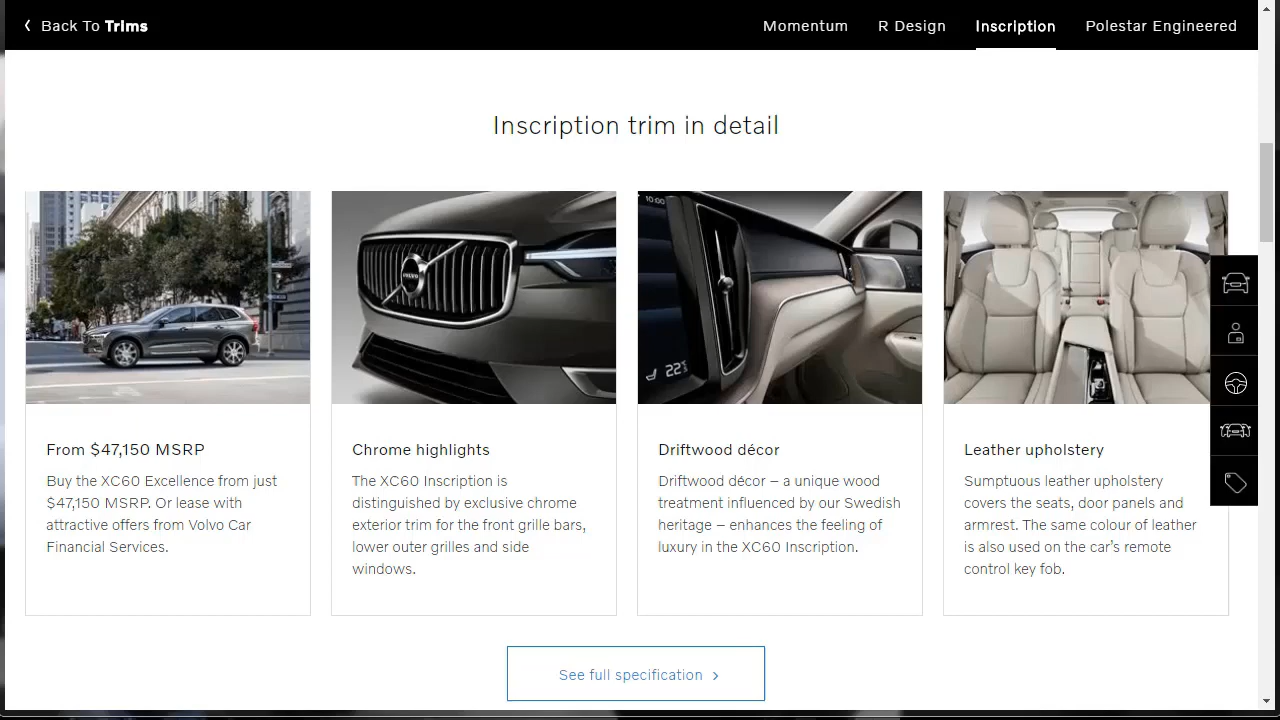 Back To Trims
Momentum
R Design
Inscription
Polestar Engineered
Inscription trim in detail
10:00
VOLVO
22°
From $47,150 MSRP
Buy the XC60 Excellence from just
$47,150 MSRP. Or lease with
attractive offers from Volvo Car
Financial Services.
Chrome highlights
The XC60 Inscription is
distinguished by exclusive chrome
exterior trim for the front grille bars,
lower outer grilles and side
windows.
Driftwood décor
Driftwood décor – a unique wood
treatment influenced by our Swedish
heritage – enhances the feeling of
luxury in the XC60 Inscription.
Leather upholstery
Sumptuous leather upholstery
covers the seats, door panels and
armrest. The same colour of leather
is also used on the car’s remote
control key fob.
See full specification